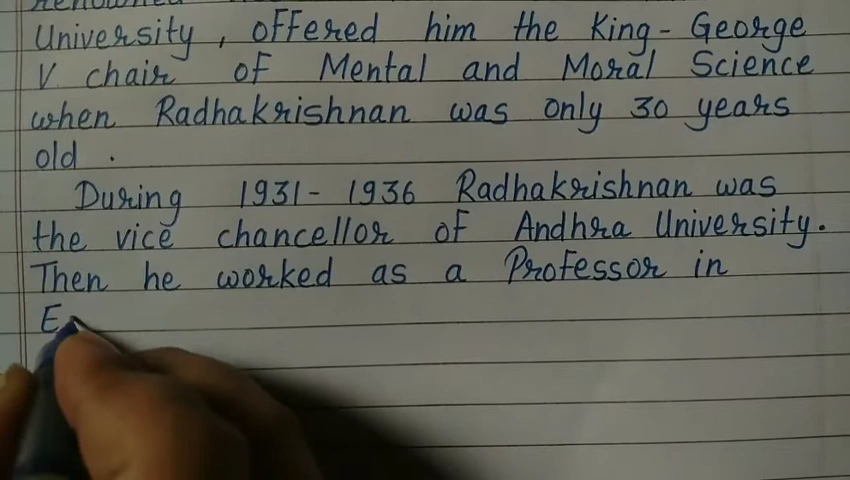 renowned
University, offered him the King-George
V chair of Mental and Moral Science
when Radhakrishnan was only 30 years
old.
During 1931-1936 Radhakrishnan was
the vice chancellor of Andhra University.
Then he worked as a Professor in
E